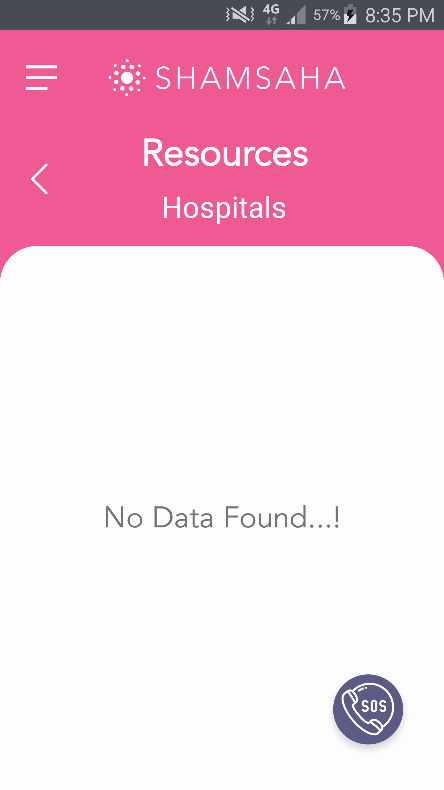 4G 57% 8:35 PM
SHAMSAHA
Resources
Hospitals
No Data Found...!
SOS